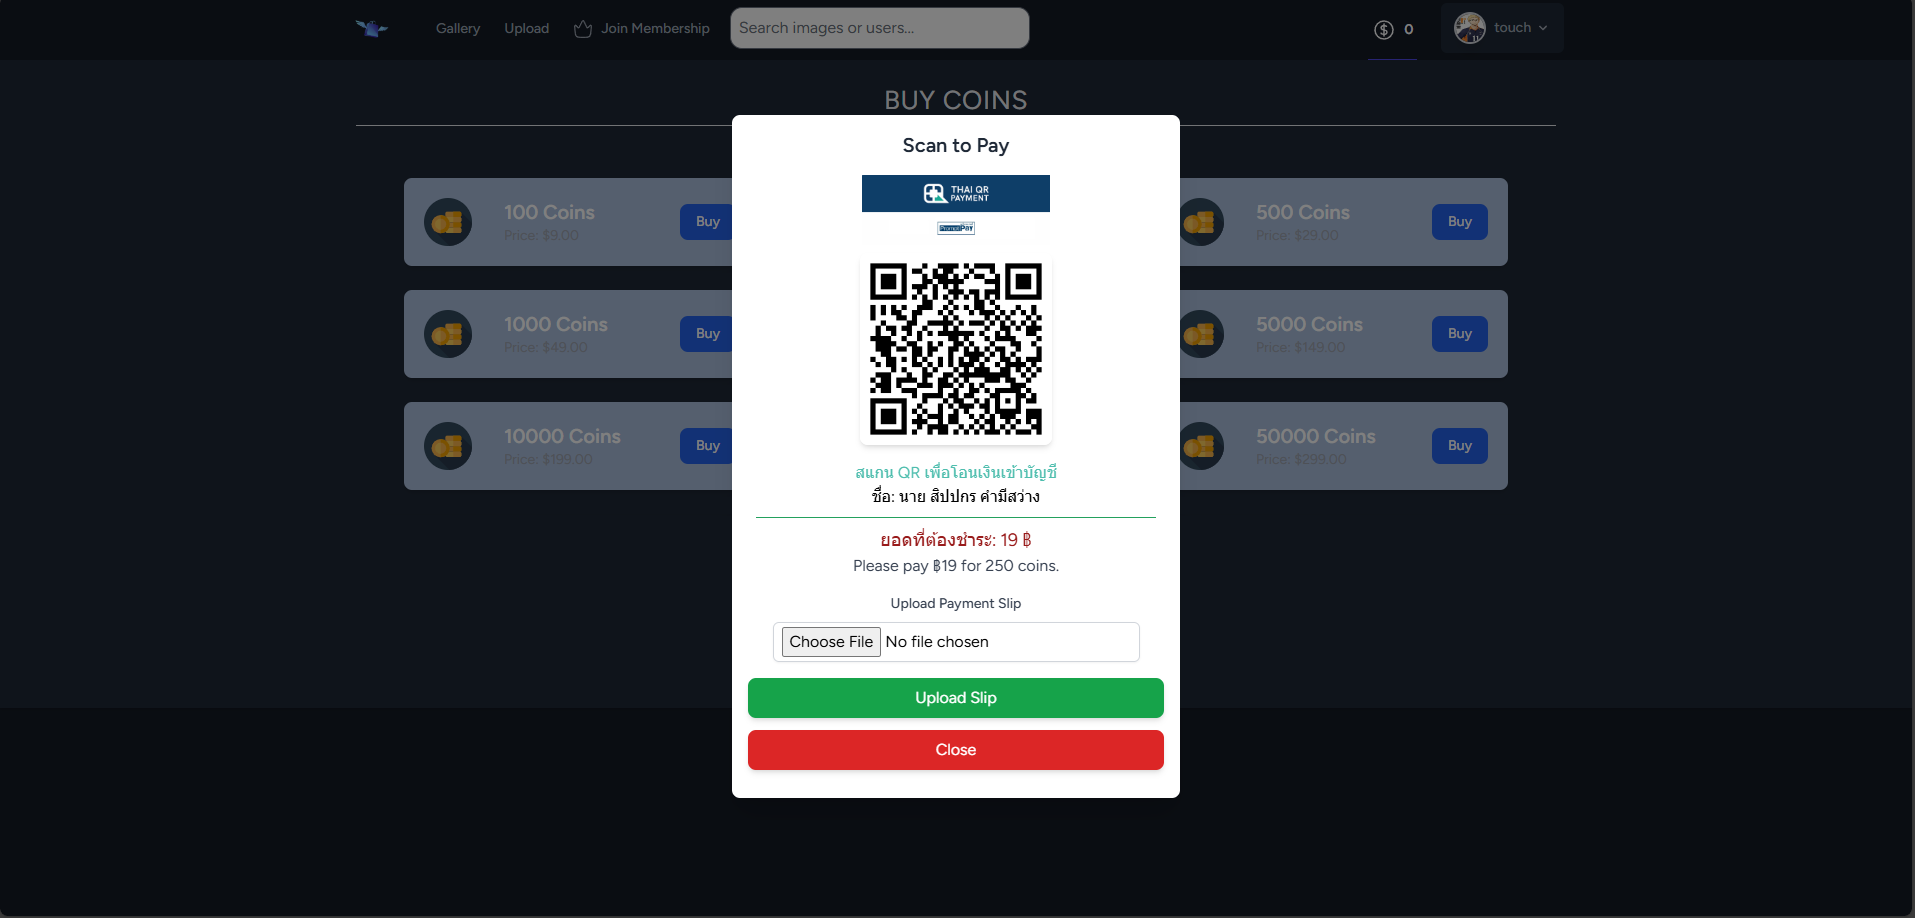 Gallery
Upload
Join Membership
Search images or users...
0
touch
BUY COINS
100 Coins
Price: $9.00
Buy
500 Coins
Price: $29.00
Buy
1000 Coins
Price: $49.00
Buy
5000 Coins
Price: $149.00
Buy
10000 Coins
Price: $199.00
Buy
50000 Coins
Price: $299.00
Buy
Scan to Pay
THAI QR
PAYMENT
PromptPay
สแกน QR เพื่อโอนเงินเข้าบัญชี
ชื่อ: นาย สิปปกร คำมีสว่าง
ยอดที่ต้องชำระ: 19 ฿
Please pay ฿19 for 250 coins.
Upload Payment Slip
Choose File No file chosen
Upload Slip
Close